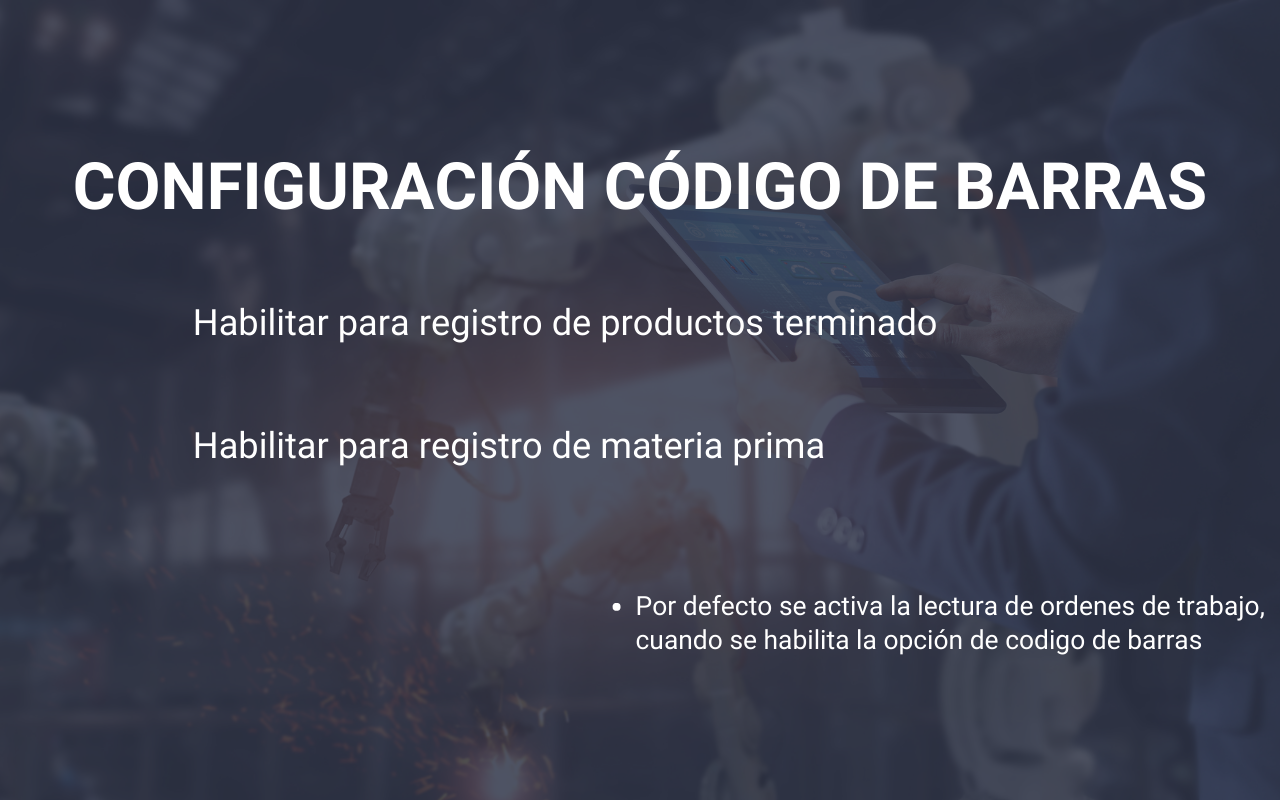 CONFIGURACIÓN CÓDIGO DE BARRAS
Habilitar para registro de productos terminado
Habilitar para registro de materia prima
• Por defecto se activa la lectura de ordenes de trabajo,
cuando se habilita la opción de codigo de barras